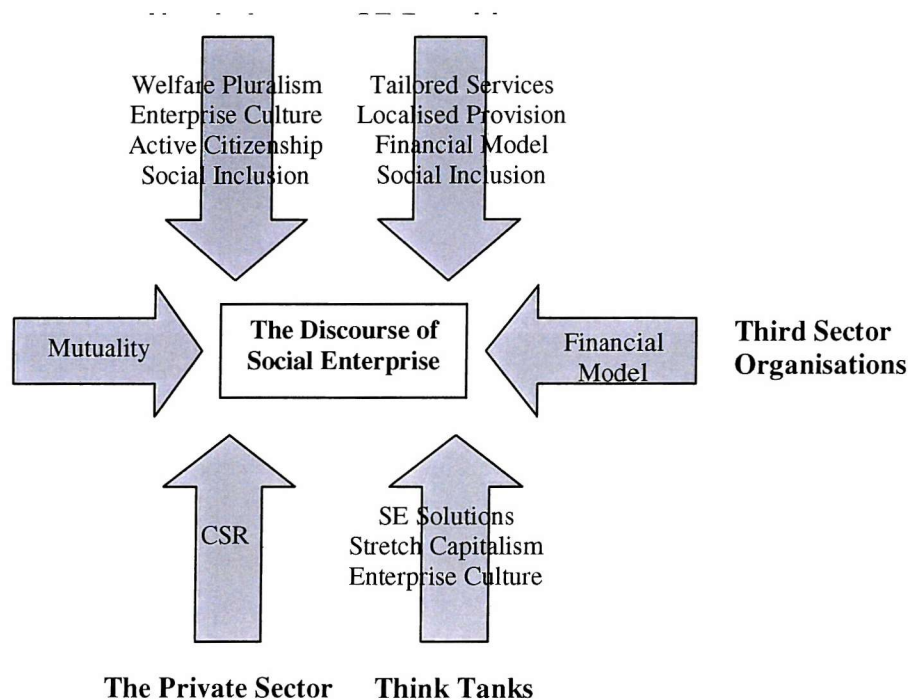 Welfare Pluralism
Enterprise Culture
Active Citizenship
Social Inclusion
Tailored Services
Localised Provision
Financial Model
Social Inclusion
Mutuality
The Discourse of
Social Enterprise
Financial
Model
Third Sector
Organisations
CSR
SE Solutions
Stretch Capitalism
Enterprise Culture
The Private Sector
Think Tanks